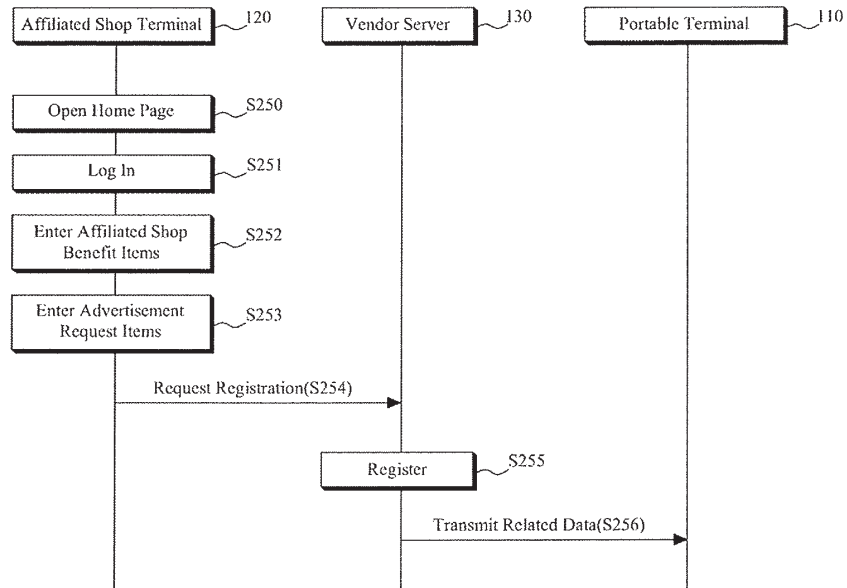 Affiliated Shop Terminal
120
Vendor Server
130
Portable Terminal
110
Open Home Page
S250
Log In
S251
Enter Affiliated Shop
Benefit Items
S252
Enter Advertisement
Request Items
S253
Request Registration(S254)
Register
S255
Transmit Related Data(S256)